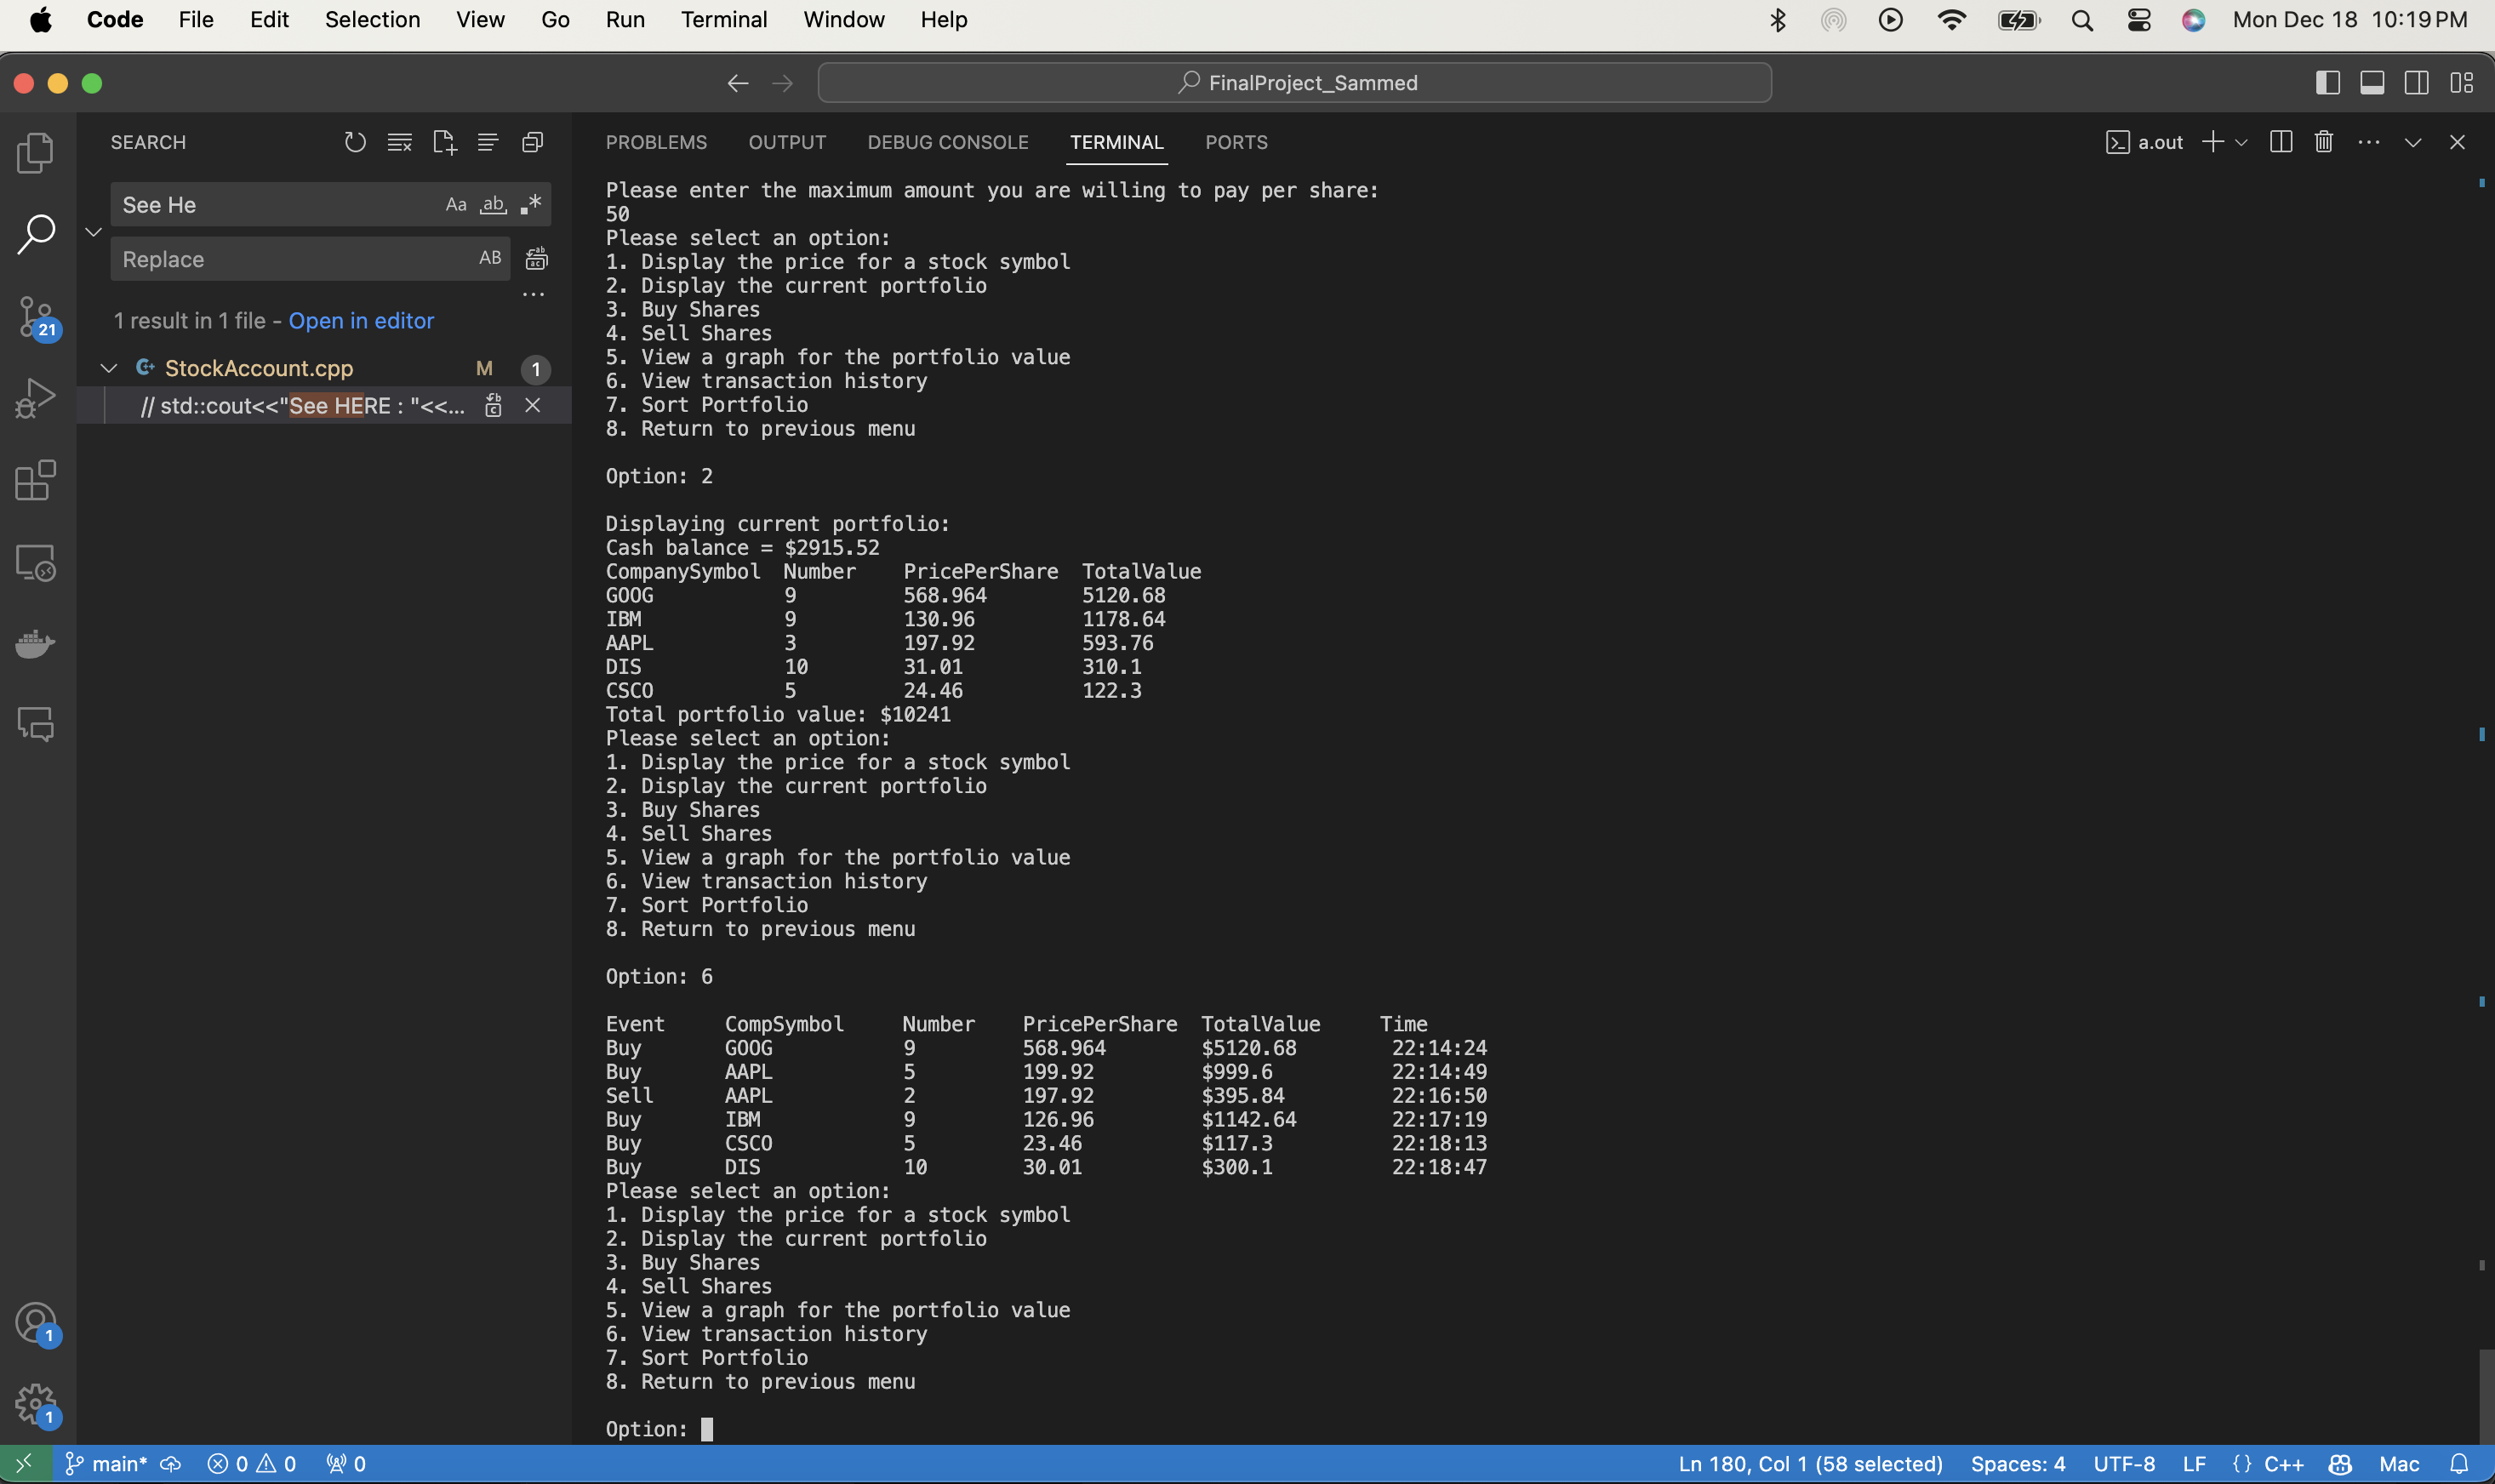 Code File Edit Selection View Go Run Terminal Window Help Mon Dec 18 10:19 PM
FinalProject_Sammed
SEARCH
See He Aa ab .*
Replace AB
1 result in 1 file - Open in editor
StockAccount.cpp M 1
// std::cout<<"See HERE : "<<...
21
1
1
PROBLEMS OUTPUT DEBUG CONSOLE TERMINAL PORTS a.out
Please enter the maximum amount you are willing to pay per share:
50
Please select an option:
1. Display the price for a stock symbol
2. Display the current portfolio
3. Buy Shares
4. Sell Shares
5. View a graph for the portfolio value
6. View transaction history
7. Sort Portfolio
8. Return to previous menu
Option: 2
Displaying current portfolio:
Cash balance = $2915.52
CompanySymbol Number PricePerShare TotalValue
GOOG 9 568.964 5120.68
IBM 9 130.96 1178.64
AAPL 3 197.92 593.76
DIS 10 31.01 310.1
CSCO 5 24.46 122.3
Total portfolio value: $10241
Please select an option:
1. Display the price for a stock symbol
2. Display the current portfolio
3. Buy Shares
4. Sell Shares
5. View a graph for the portfolio value
6. View transaction history
7. Sort Portfolio
8. Return to previous menu
Option: 6
Event CompSymbol Number PricePerShare TotalValue Time
Buy GOOG 9 568.964 $5120.68 22:14:24
Buy AAPL 5 199.92 $999.6 22:14:49
Sell AAPL 2 197.92 $395.84 22:16:50
Buy IBM 9 126.96 $1142.64 22:17:19
Buy CSCO 5 23.46 $117.3 22:18:13
Buy DIS 10 30.01 $300.1 22:18:47
Please select an option:
1. Display the price for a stock symbol
2. Display the current portfolio
3. Buy Shares
4. Sell Shares
5. View a graph for the portfolio value
6. View transaction history
7. Sort Portfolio
8. Return to previous menu
Option:
main* 0 0 0 Ln 180, Col 1 (58 selected) Spaces: 4 UTF-8 LF {} C++ Mac